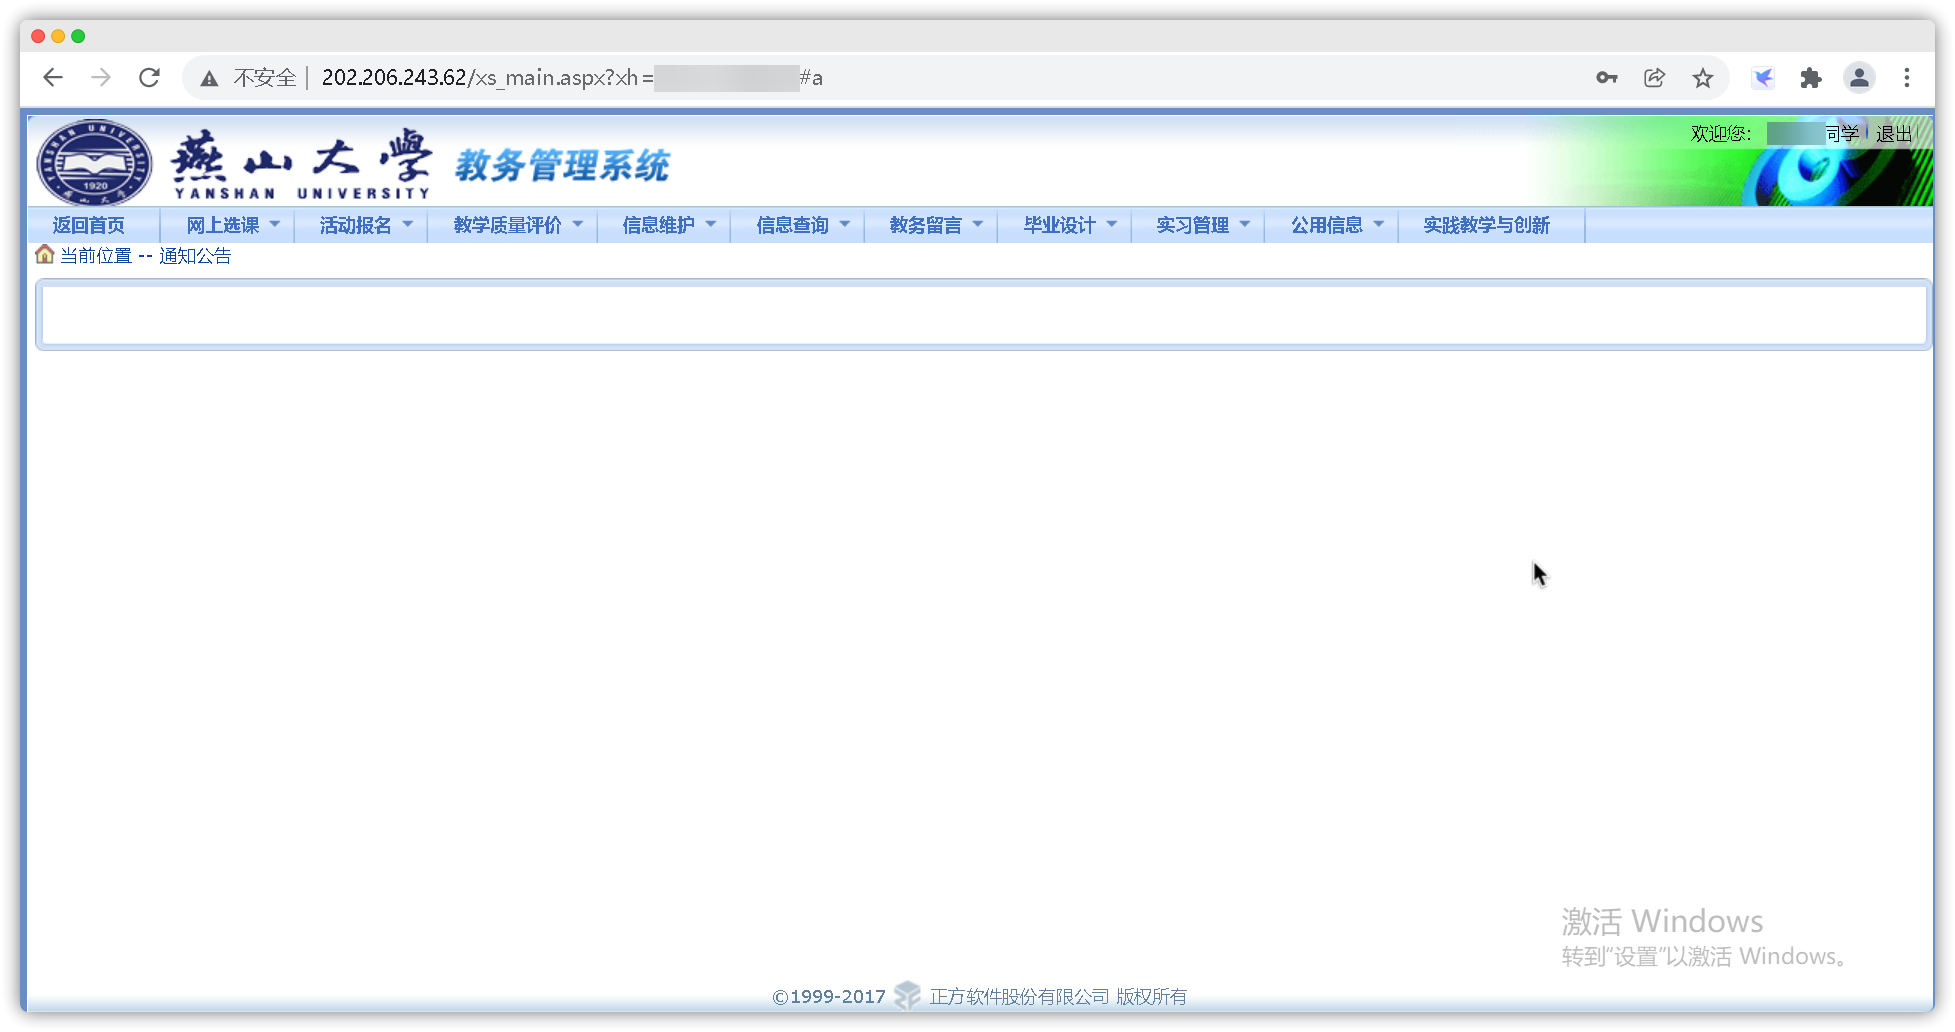 不安全 | 202.206.243.62/xs_main.aspx?xh= #a
YANSHAN UNIVERSITY
1920
燕山大學
YANSHAN UNIVERSITY
教务管理系统
欢迎您： 同学 退出
返回首页 网上选课 活动报名 教学质量评价 信息维护 信息查询 教务留言 毕业设计 实习管理 公用信息 实践教学与创新
当前位置 -- 通知公告
激活 Windows
转到"设置"以激活 Windows。
©1999-2017 正方软件股份有限公司 版权所有